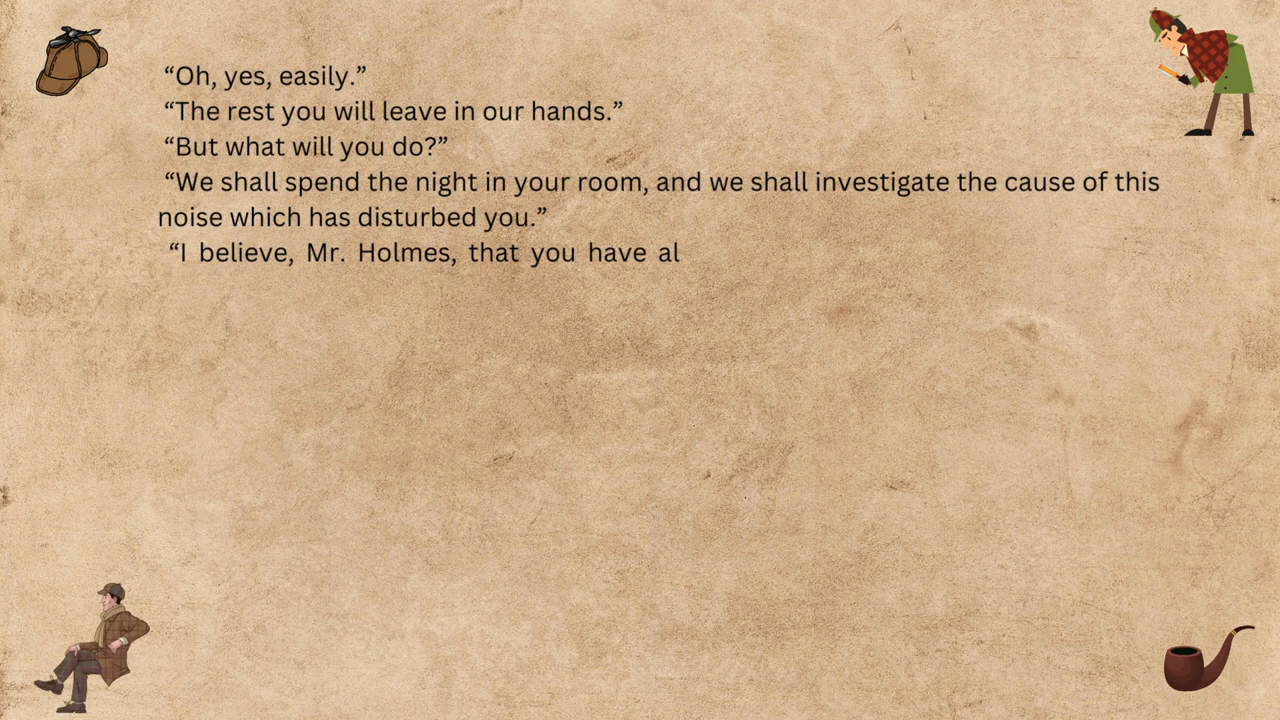 “Oh, yes, easily.”
“The rest you will leave in our hands.”
“But what will you do?”
“We shall spend the night in your room, and we shall investigate the cause of this
noise which has disturbed you.”
“I believe, Mr. Holmes, that you have al